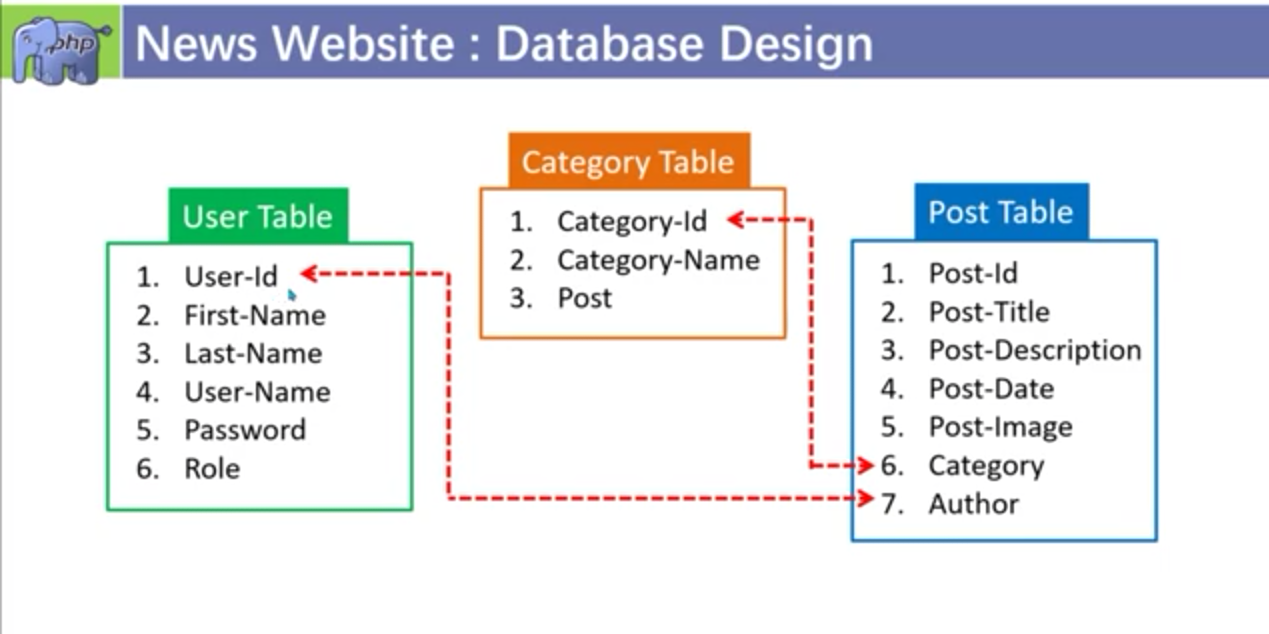 php
News Website : Database Design
User Table
1. User-Id
2. First-Name
3. Last-Name
4. User-Name
5. Password
6. Role
Category Table
1. Category-Id
2. Category-Name
3. Post
Post Table
1. Post-Id
2. Post-Title
3. Post-Description
4. Post-Date
5. Post-Image
6. Category
7. Author